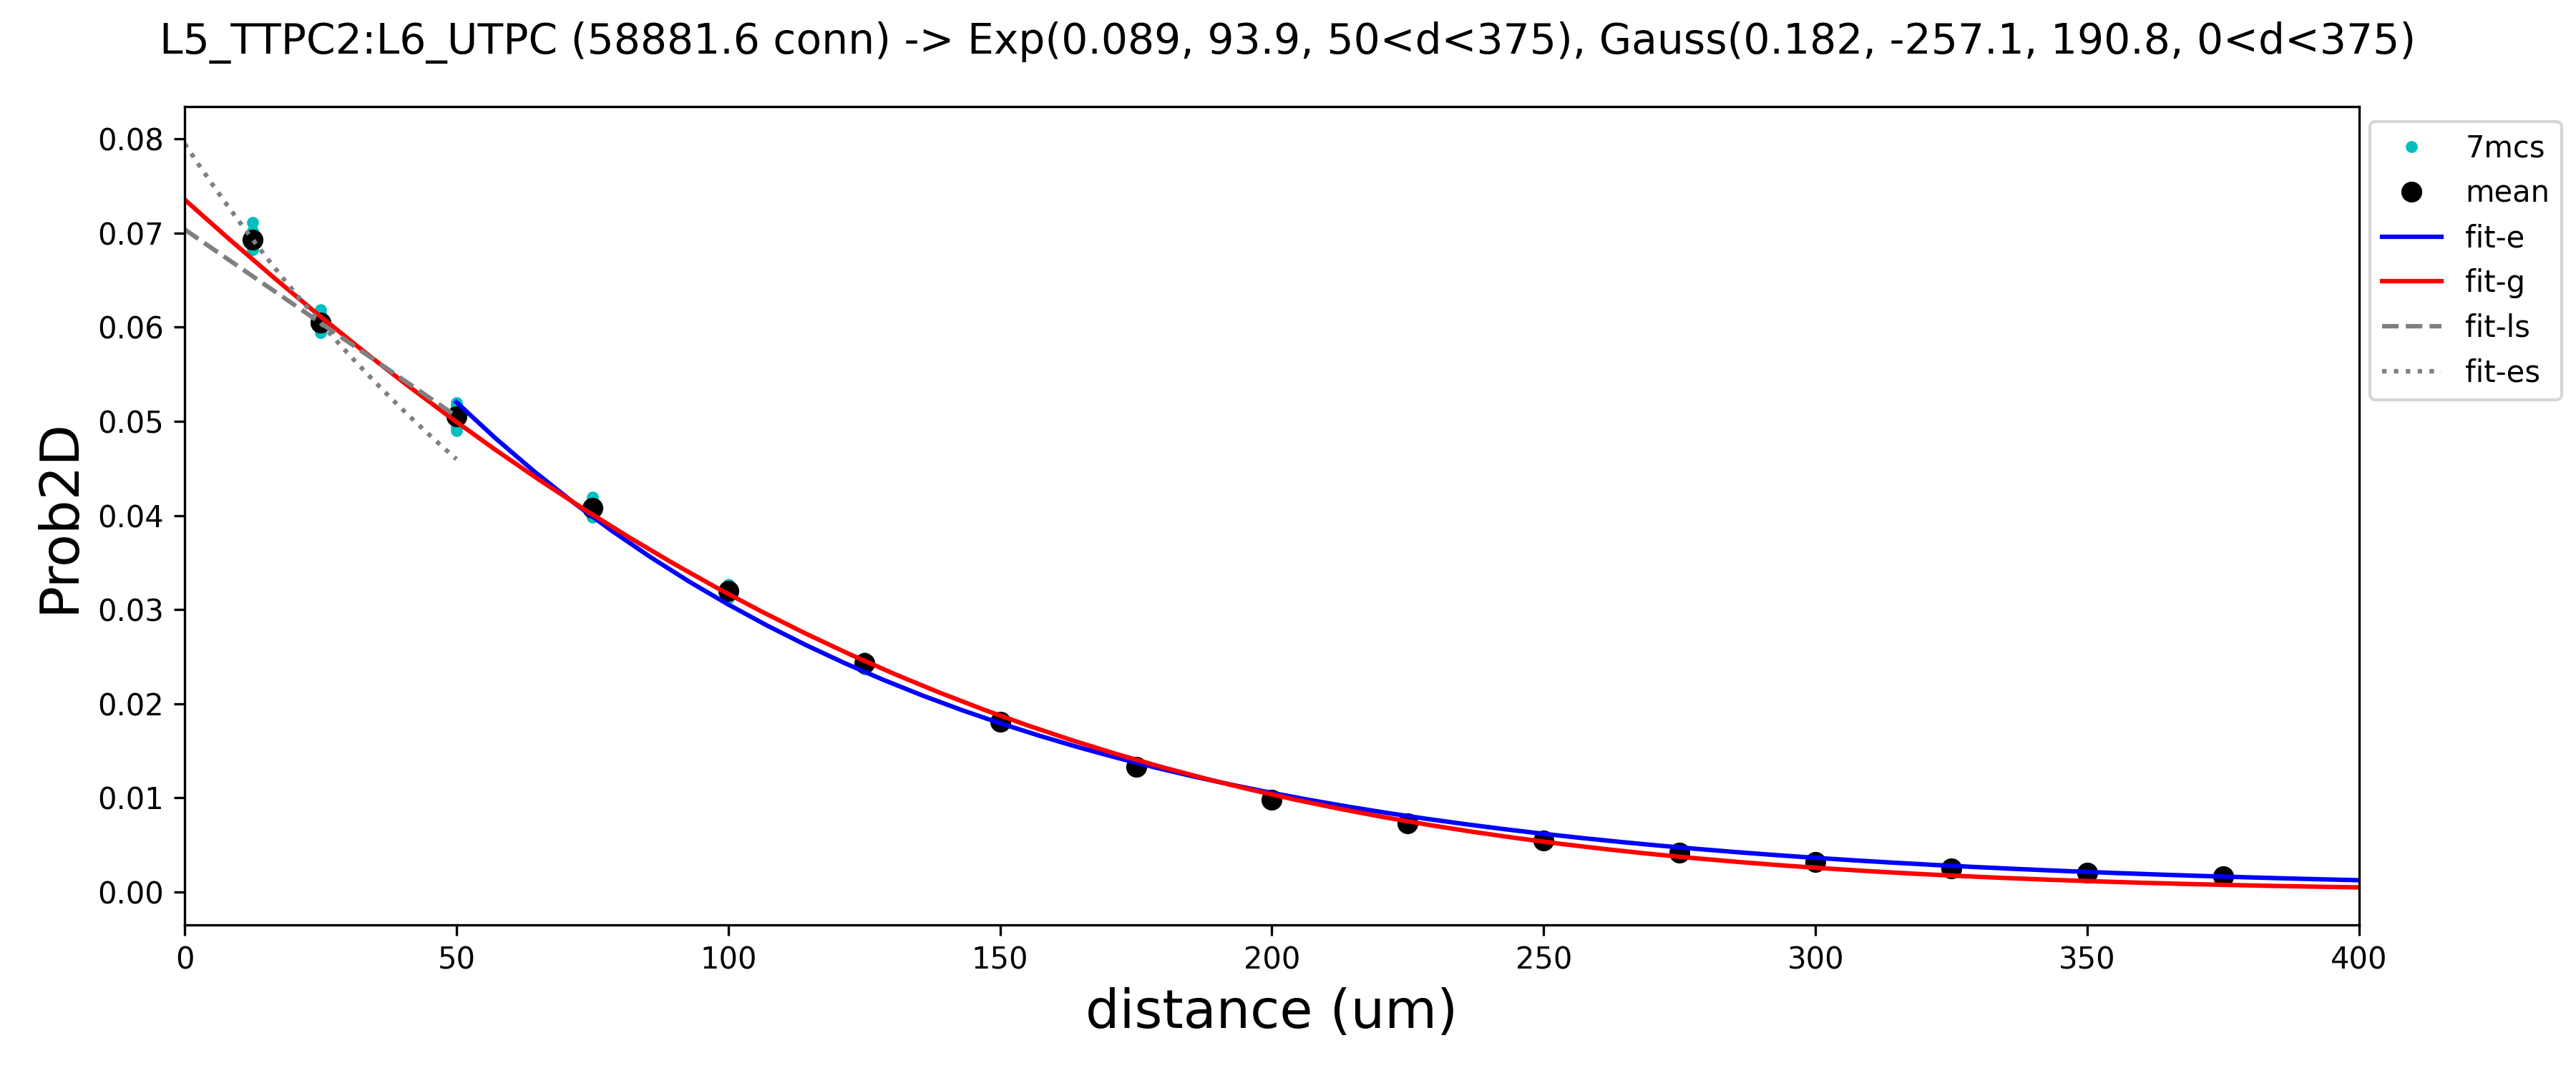 L5_TTPC2:L6_UTPC (58881.6 conn) -> Exp(0.089, 93.9, 50<d<375), Gauss(0.182, -257.1, 190.8, 0<d<375)
Prob2D
0.08
0.07
0.06
0.05
0.04
0.03
0.02
0.01
0.00
0 50 100 150 200 250 300 350 400
distance (um)
7mcs
mean
fit-e
fit-g
fit-ls
fit-es